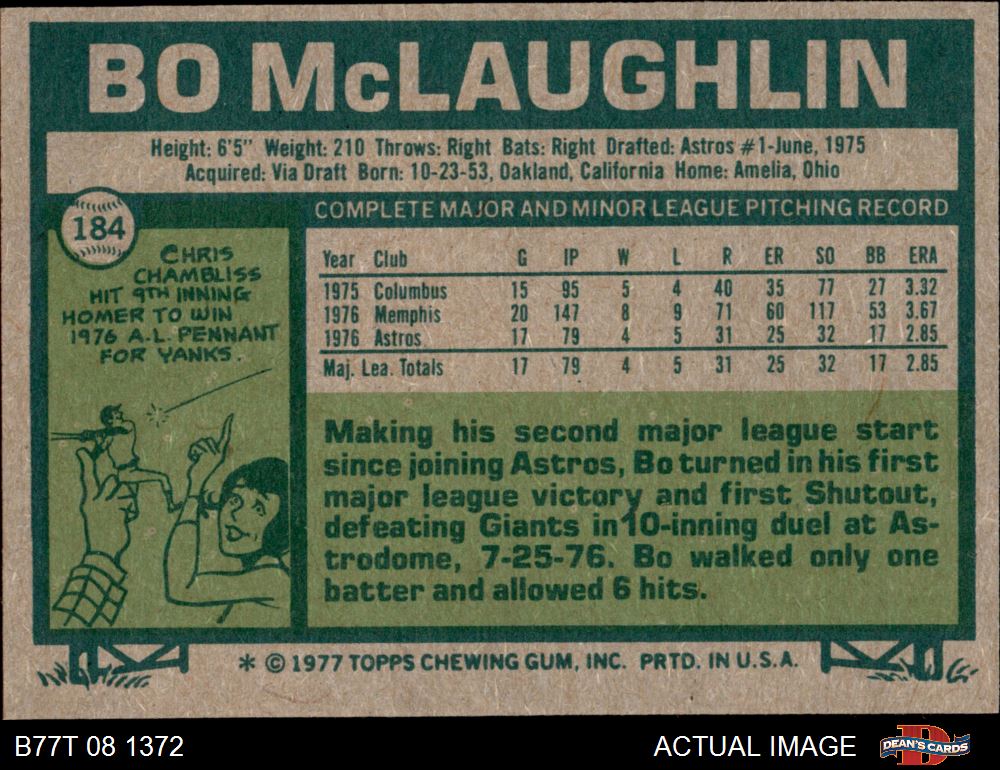 BO McLAUGHLIN
Height: 6'5" Weight: 210 Throws: Right Bats: Right Drafted: Astros #1-June, 1975
Acquired: Via Draft Born: 10-23-53, Oakland, California Home: Amelia, Ohio
184
COMPLETE MAJOR AND MINOR LEAGUE PITCHING RECORD
CHRIS
CHAMBLISS
HIT 9TH INNING
HOMER TO WIN
1976 A.L. PENNANT
FOR YANKS.
Year Club G IP W L R ER SO BB ERA
1975 Columbus 15 95 5 4 40 35 77 27 3.32
1976 Memphis 20 147 8 9 71 60 117 53 3.67
1976 Astros 17 79 4 5 31 25 32 17 2.85
Maj. Lea. Totals 17 79 4 5 31 25 32 17 2.85
Making his second major league start
since joining Astros, Bo turned in his first
major league victory and first Shutout,
defeating Giants in 10-inning duel at As-
trodome, 7-25-76. Bo walked only one
batter and allowed 6 hits.
* © 1977 TOPPS CHEWING GUM, INC. PRTD. IN U.S.A.
B77T 08 1372 ACTUAL IMAGE DEAN'S CARDS